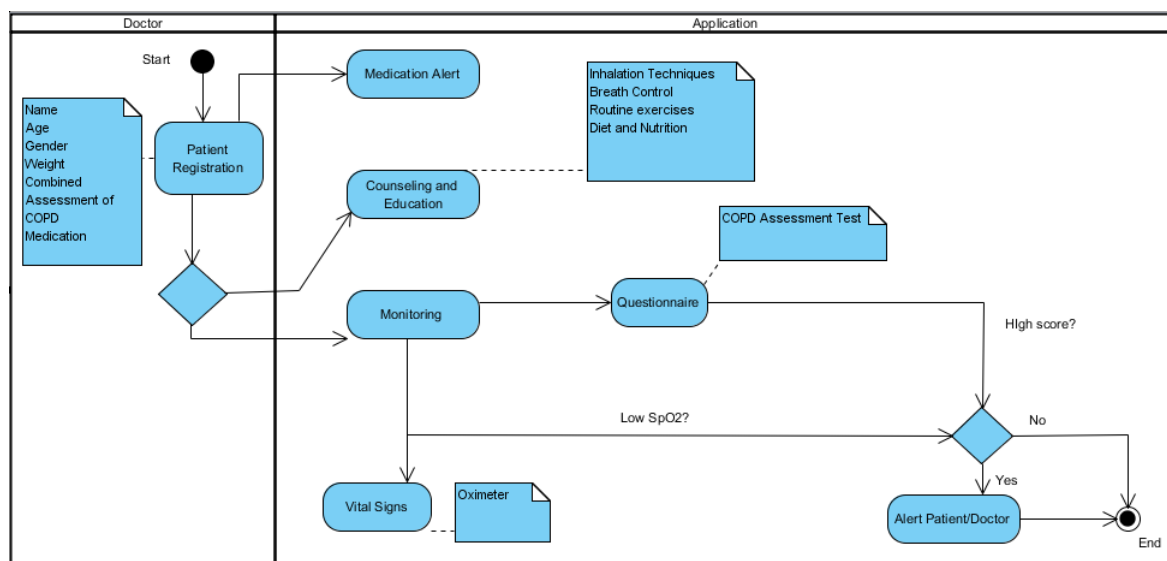 Doctor
Application
Start
Medication Alert
Inhalation Techniques
Breath Control
Routine exercises
Diet and Nutrition
Name
Age
Gender
Weight
Combined
Assessment of
COPD
Medication
Patient
Registration
Counseling and
Education
COPD Assessment Test
Monitoring
Questionnaire
HIgh score?
Low SpO2?
No
Yes
Vital Signs
Oximeter
Alert Patient/Doctor
End